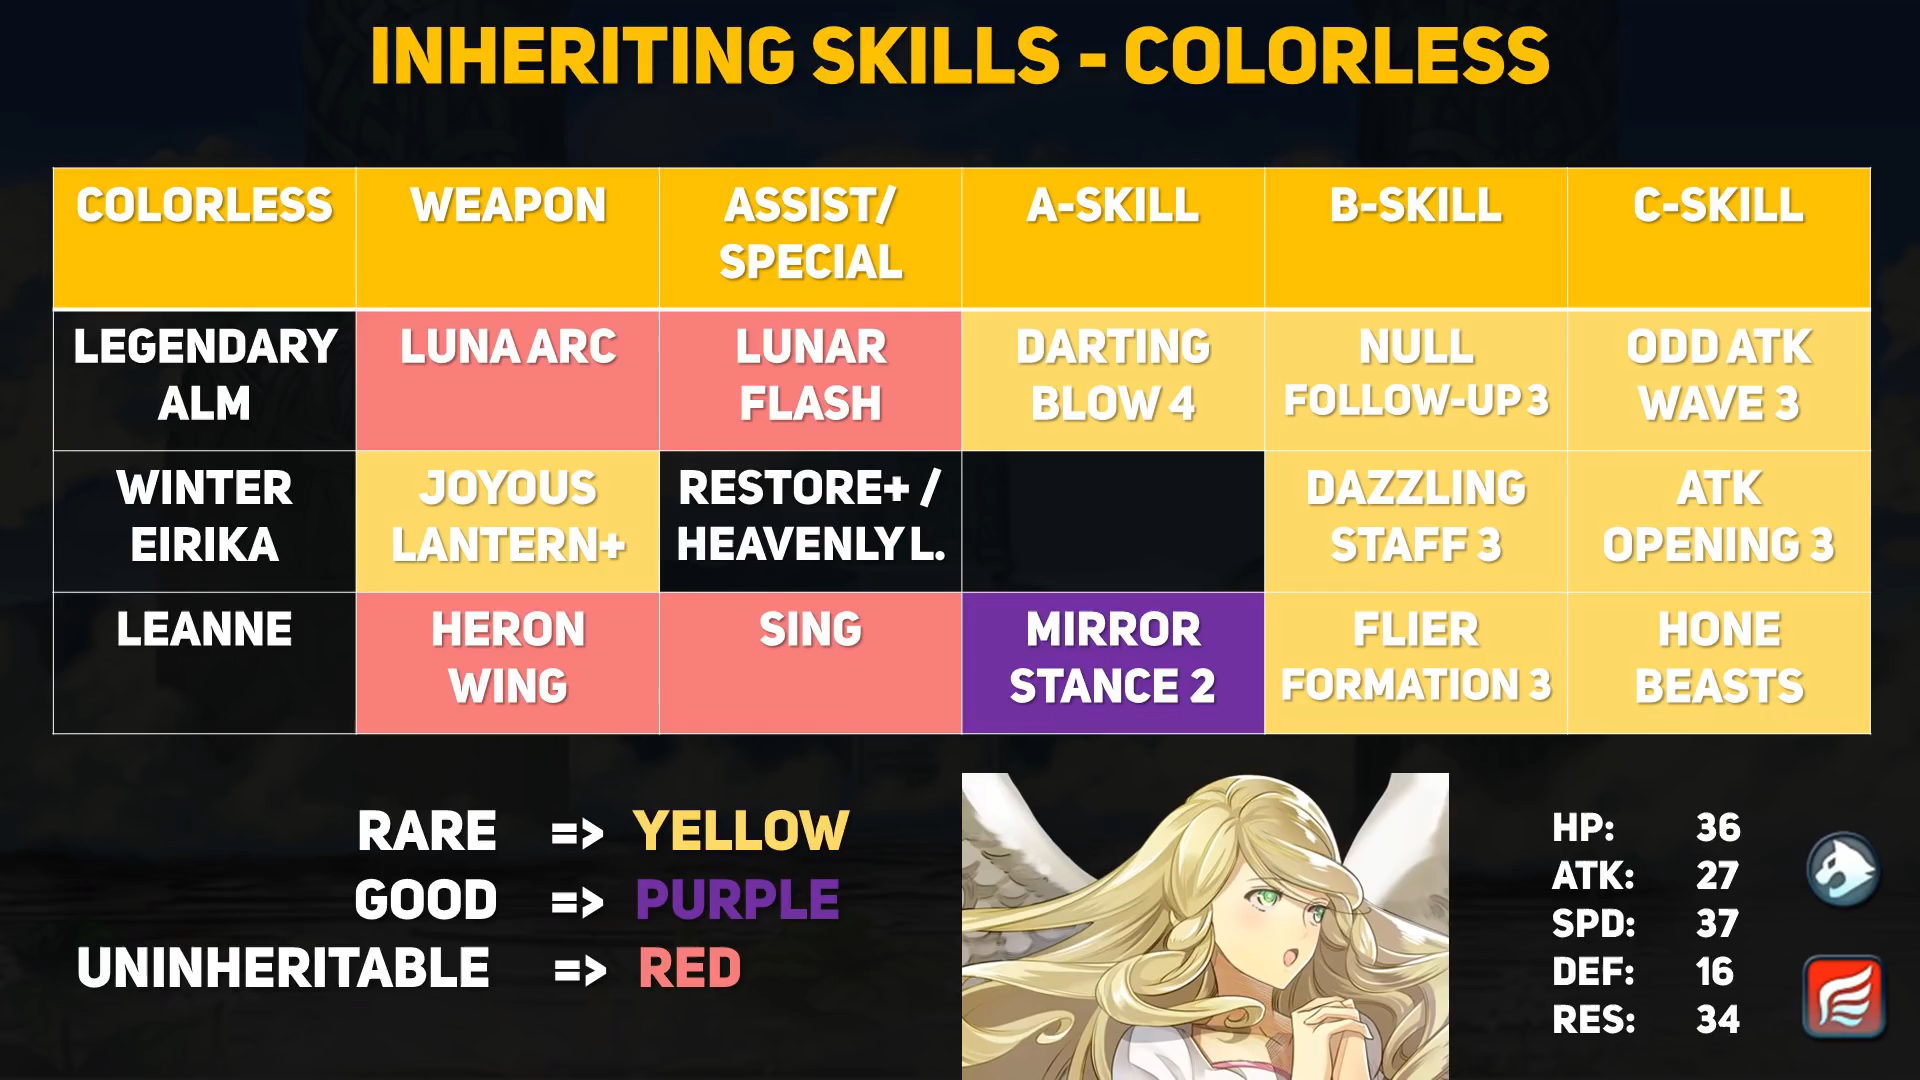 INHERITING SKILLS - COLORLESS
COLORLESS
WEAPON
ASSIST/
SPECIAL
A-SKILL
B-SKILL
C-SKILL
LEGENDARY
ALM
LUNA ARC
LUNAR
FLASH
DARTING
BLOW 4
NULL
FOLLOW-UP 3
ODD ATK
WAVE 3
WINTER
EIRIKA
JOYOUS
LANTERN+
RESTORE+ /
HEAVENLY L.
DAZZLING
STAFF 3
ATK
OPENING 3
LEANNE
HERON
WING
SING
MIRROR
STANCE 2
FLIER
FORMATION 3
HONE
BEASTS
RARE => YELLOW
GOOD => PURPLE
UNINHERITABLE => RED
HP: 36
ATK: 27
SPD: 37
DEF: 16
RES: 34